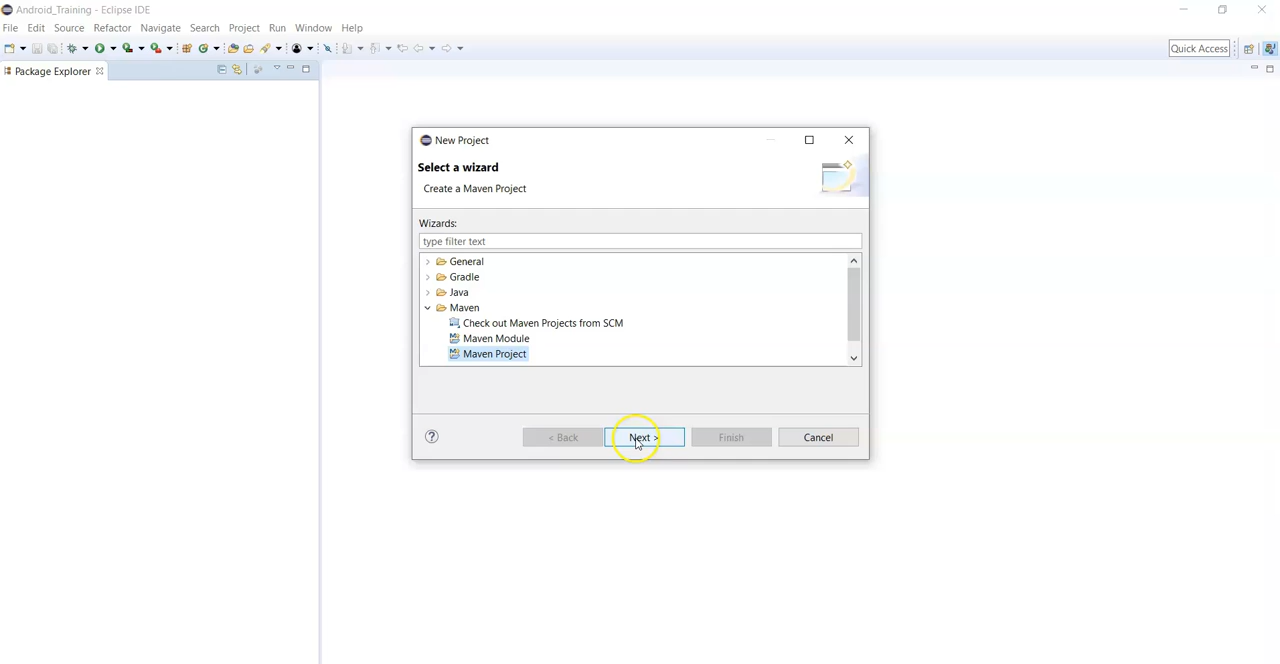 Android_Training - Eclipse IDE
File Edit Source Refactor Navigate Search Project Run Window Help
Quick Access
Package Explorer
New Project
Select a wizard
Create a Maven Project
Wizards:
type filter text
General
Gradle
Java
Maven
Check out Maven Projects from SCM
Maven Module
Maven Project
< Back Next > Finish Cancel